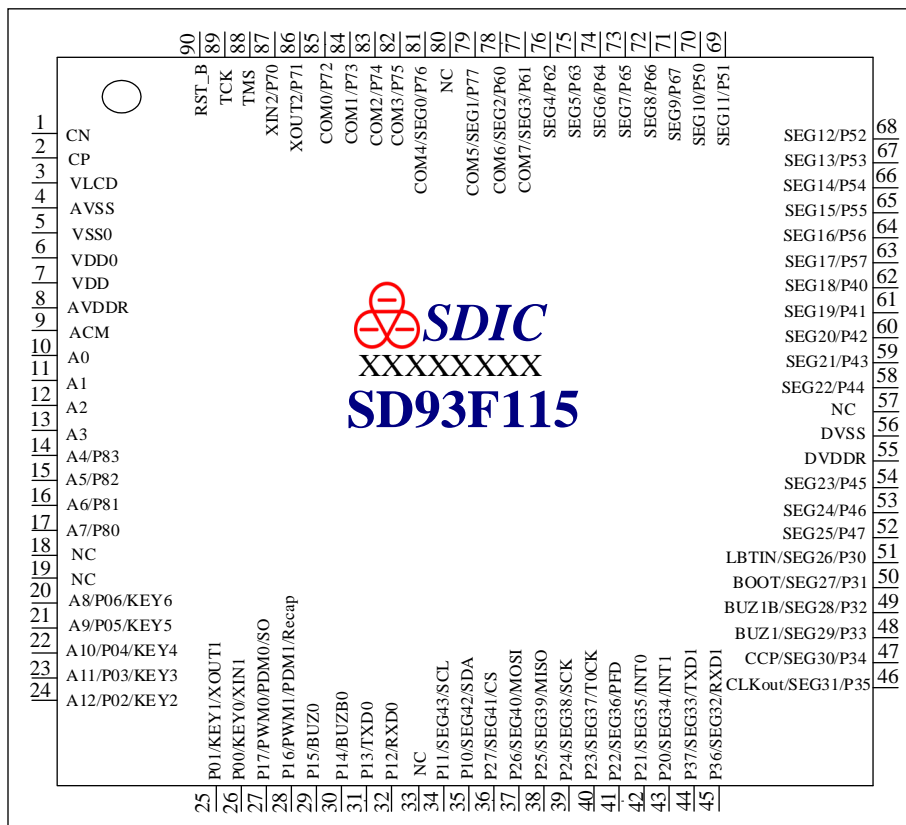 90 89 88 87 86 85 84 83 82 81 80 79 78 77 76 75 74 73 72 71 70 69
RST_B
TCK
TMS
XIN2/P70
XOUT2/P71
COM0/P72
COM1/P73
COM2/P74
COM3/P75
COM4/SEG0/P76
NC
COM5/SEG1/P77
COM6/SEG2/P60
COM7/SEG3/P61
SEG4/P62
SEG5/P63
SEG6/P64
SEG7/P65
SEG8/P66
SEG9/P67
SEG10/P50
SEG11/P51
1 CN
2 CP
3 VLCD
4 AVSS
5 VSS0
6 VDD0
7 VDD
8 AVDDR
9 ACM
10 A0
11 A1
12 A2
13 A3
14 A4/P83
15 A5/P82
16 A6/P81
17 A7/P80
18 NC
19 NC
20 A8/P06/KEY6
21 A9/P05/KEY5
22 A10/P04/KEY4
23 A11/P03/KEY3
24 A12/P02/KEY2
SDIC
XXXXXXXX
SD93F115
SEG12/P52 68
SEG13/P53 67
SEG14/P54 66
SEG15/P55 65
SEG16/P56 64
SEG17/P57 63
SEG18/P40 62
SEG19/P41 61
SEG20/P42 60
SEG21/P43 59
SEG22/P44 58
NC 57
DVSS 56
DVDDR 55
SEG23/P45 54
SEG24/P46 53
SEG25/P47 52
LBTIN/SEG26/P30 51
BOOT/SEG27/P31 50
BUZ1B/SEG28/P32 49
BUZ1/SEG29/P33 48
CCP/SEG30/P34 47
CLKout/SEG31/P35 46
P01/KEY1/XOUT1
P00/KEY0/XIN1
P17/PWM0/PDM0/SO
P16/PWM1/PDM1/Recap
P15/BUZ0
P14/BUZB0
P13/TXD0
P12/RXD0
NC
P11/SEG43/SCL
P10/SEG42/SDA
P27/SEG41/CS
P26/SEG40/MOSI
P25/SEG39/MISO
P24/SEG38/SCK
P23/SEG37/T0CK
P22/SEG36/PFD
P21/SEG35/INT0
P20/SEG34/INT1
P37/SEG33/TXD1
P36/SEG32/RXD1
25 26 27 28 29 30 31 32 33 34 35 36 37 38 39 40 41 42 43 44 45